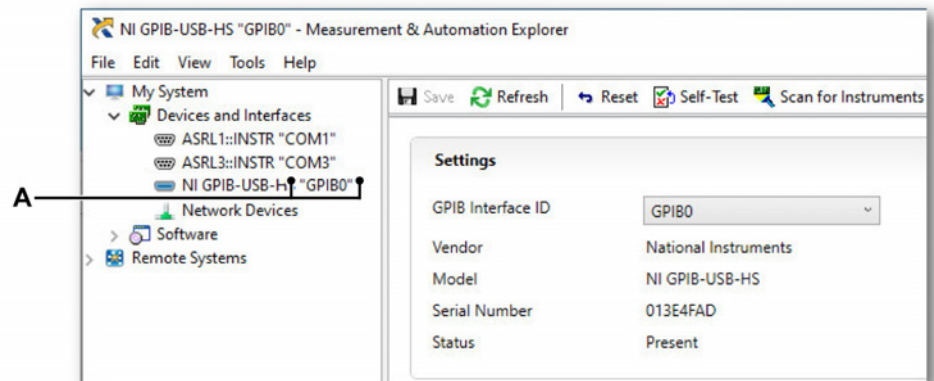 NI GPIB-USB-HS "GPIB0" - Measurement & Automation Explorer
File Edit View Tools Help
My System
Devices and Interfaces
ASRL1::INSTR "COM1"
ASRL3::INSTR "COM3"
NI GPIB-USB-HS "GPIB0"
Network Devices
Software
Remote Systems
A
Save Refresh Reset Self-Test Scan for Instruments
Settings
GPIB Interface ID GPIB0
Vendor National Instruments
Model NI GPIB-USB-HS
Serial Number 013E4FAD
Status Present